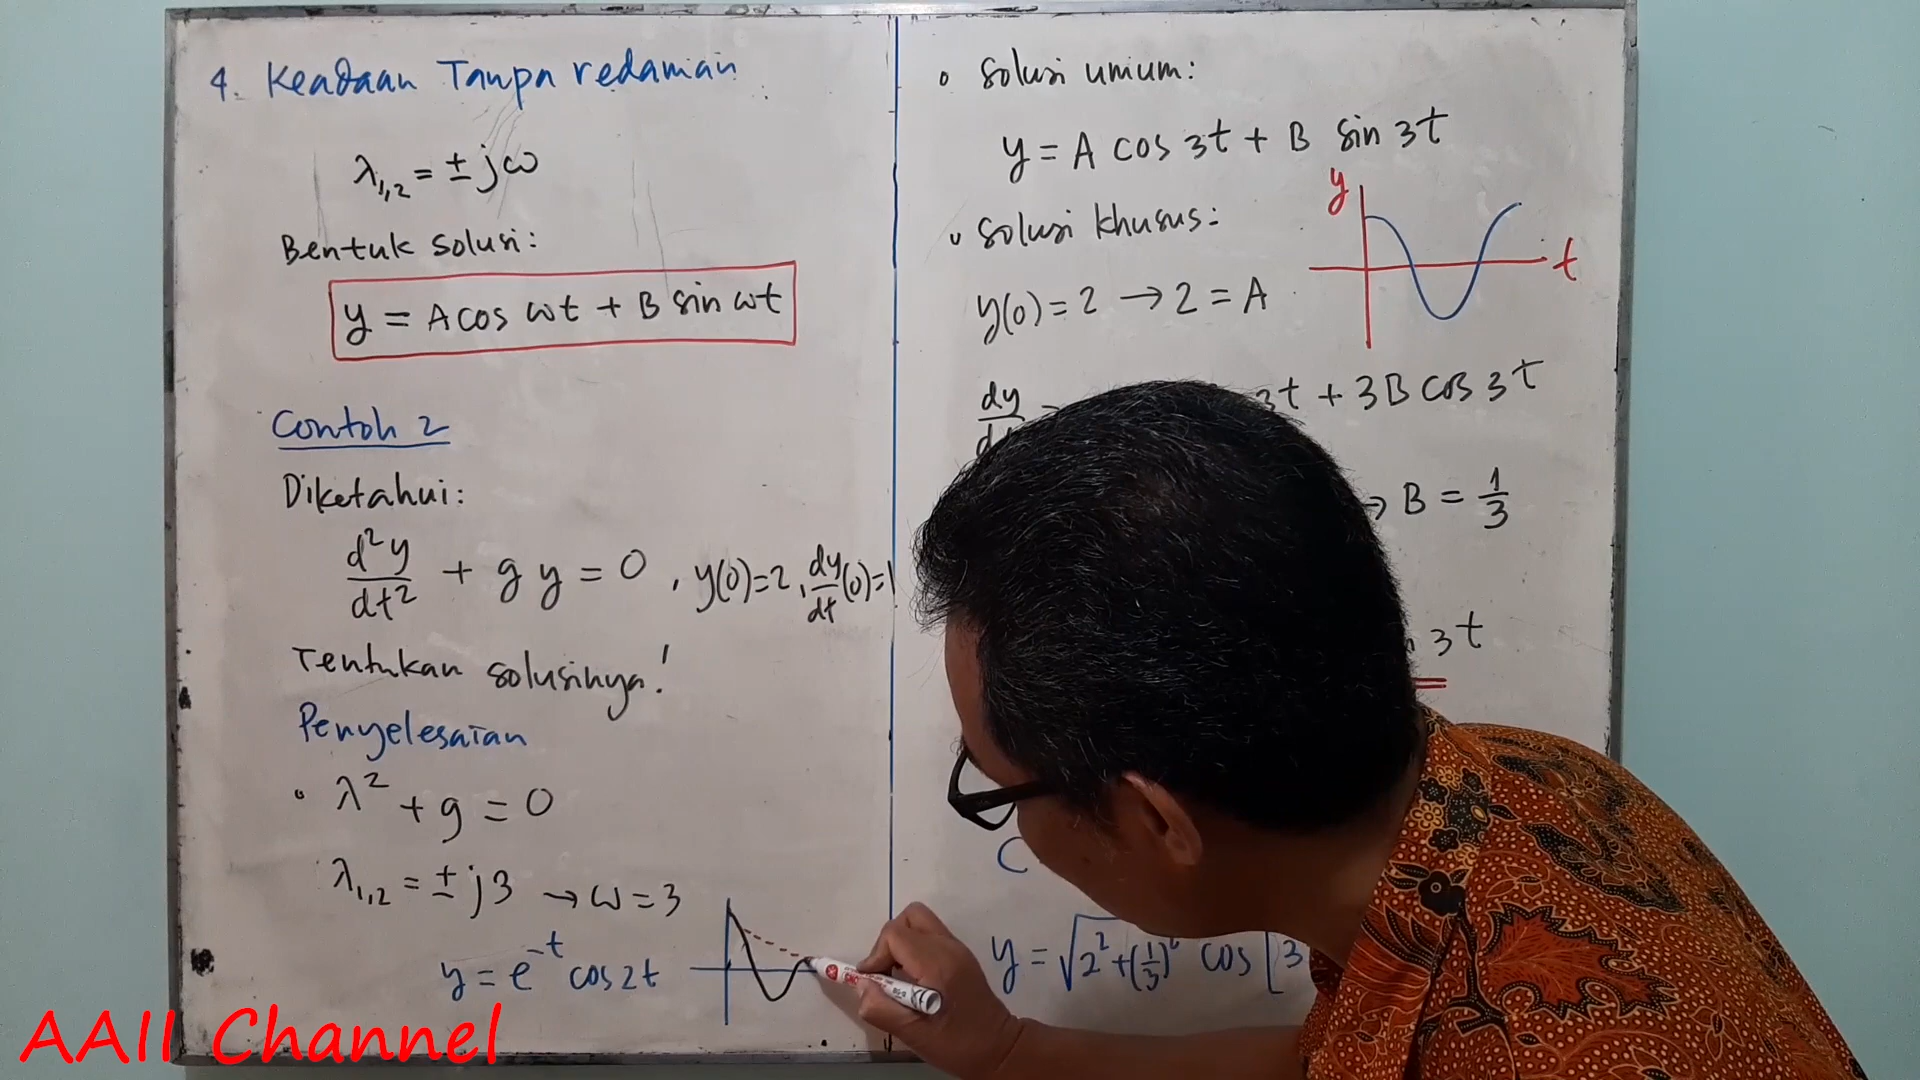 4. Keadaan Tanpa redaman
λ1,2 = ± jω
Bentuk solusi:
y = A cos ωt + B sin ωt
Contoh 2
Diketahui:
d²y/dt² + 9 y = 0 , y(0)=2, dy/dt(0)=1
Tentukan solusinya!
Penyelesaian
• λ² + 9 = 0
λ1,2 = ± j3 → ω = 3
y = e^-t cos 2t
• Solusi umum:
y = A cos 3t + B sin 3t
• Solusi khusus:
y
t
y(0) = 2 → 2 = A
dy
3t + 3B cos 3t
→ B = 1/3
3t
C
y = √2²+(1/3)² cos [3
AAII Channel